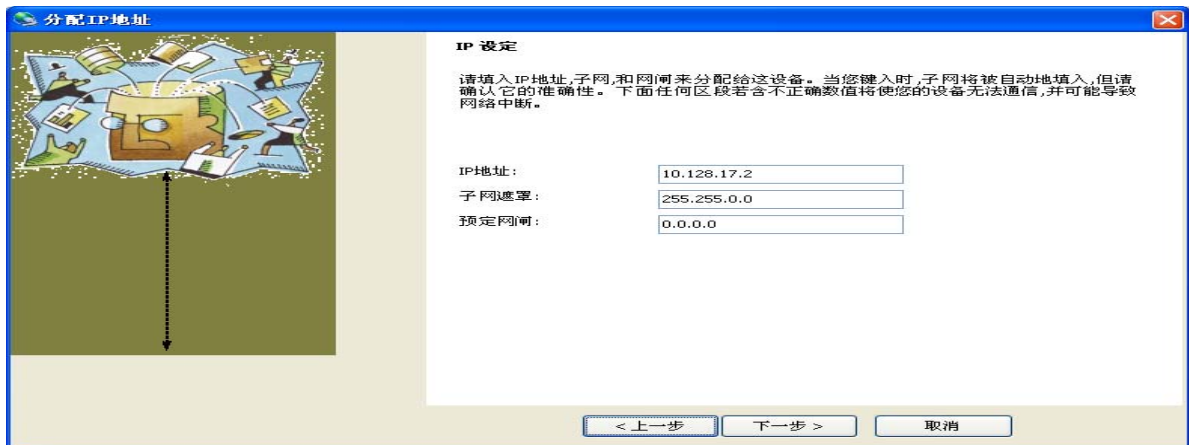 分配IP地址
IP 设定
请填入IP地址,子网,和网闸来分配给这设备。当您键入时,子网将被自动地填入,但请
确认它的准确性。下面任何区段若含不正确数值将使您的设备无法通信,并可能导致
网络中断。
IP地址:
10.128.17.2
子网遮罩:
255.255.0.0
预定网闸:
0.0.0.0
< 上一步
下一步 >
取消